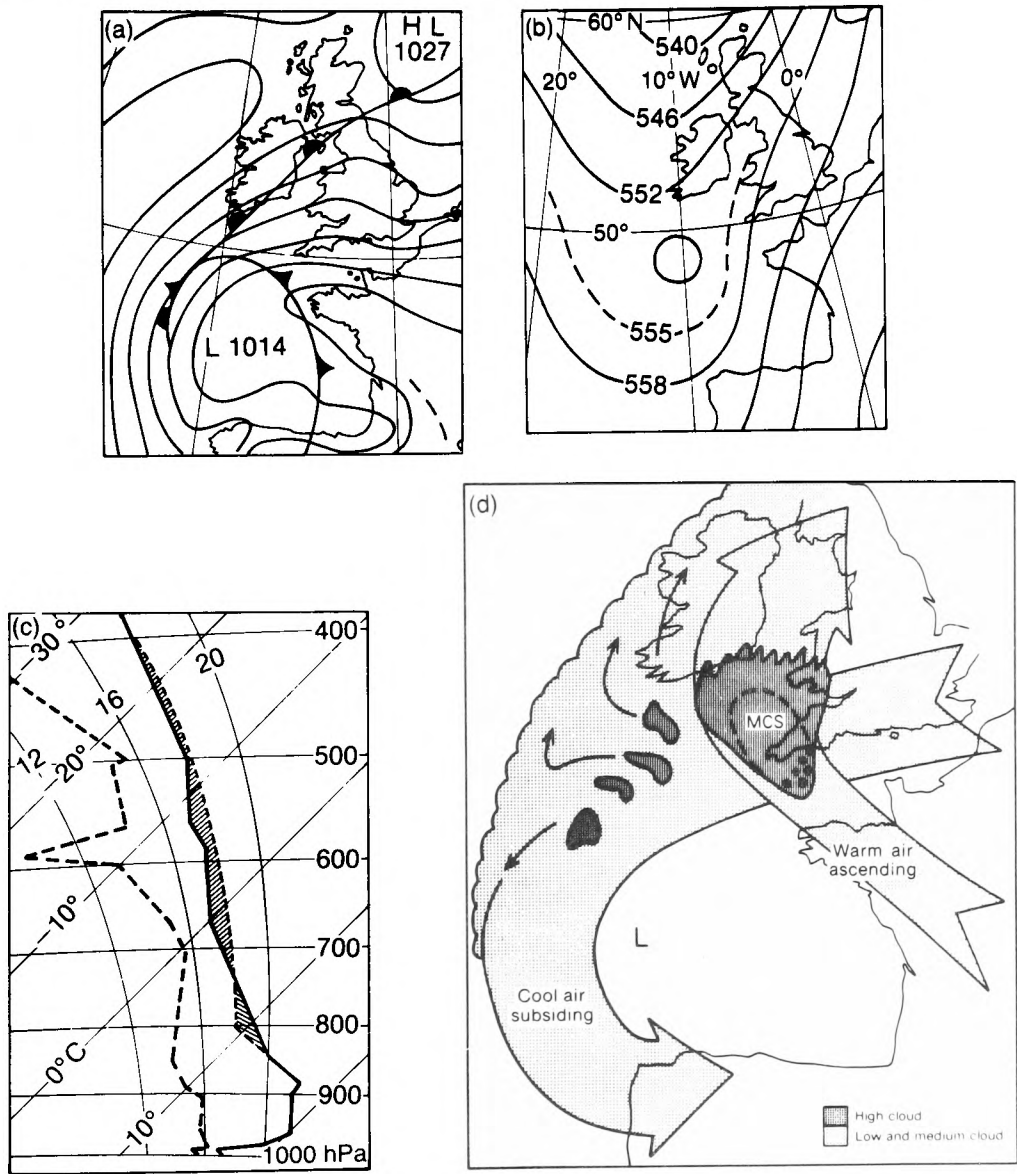 (a)
H L
1027
L 1014
(b)
60° N
540
20°
10° W
0°
546
552
50°
555
558
(c)
400
30°
20
16
12
20°
500
600
10°
700
800
0°C
900
10°
1000 hPa
(d)
MCS
Warm air
ascending
L
Cool air
subsiding
High cloud
Low and medium cloud